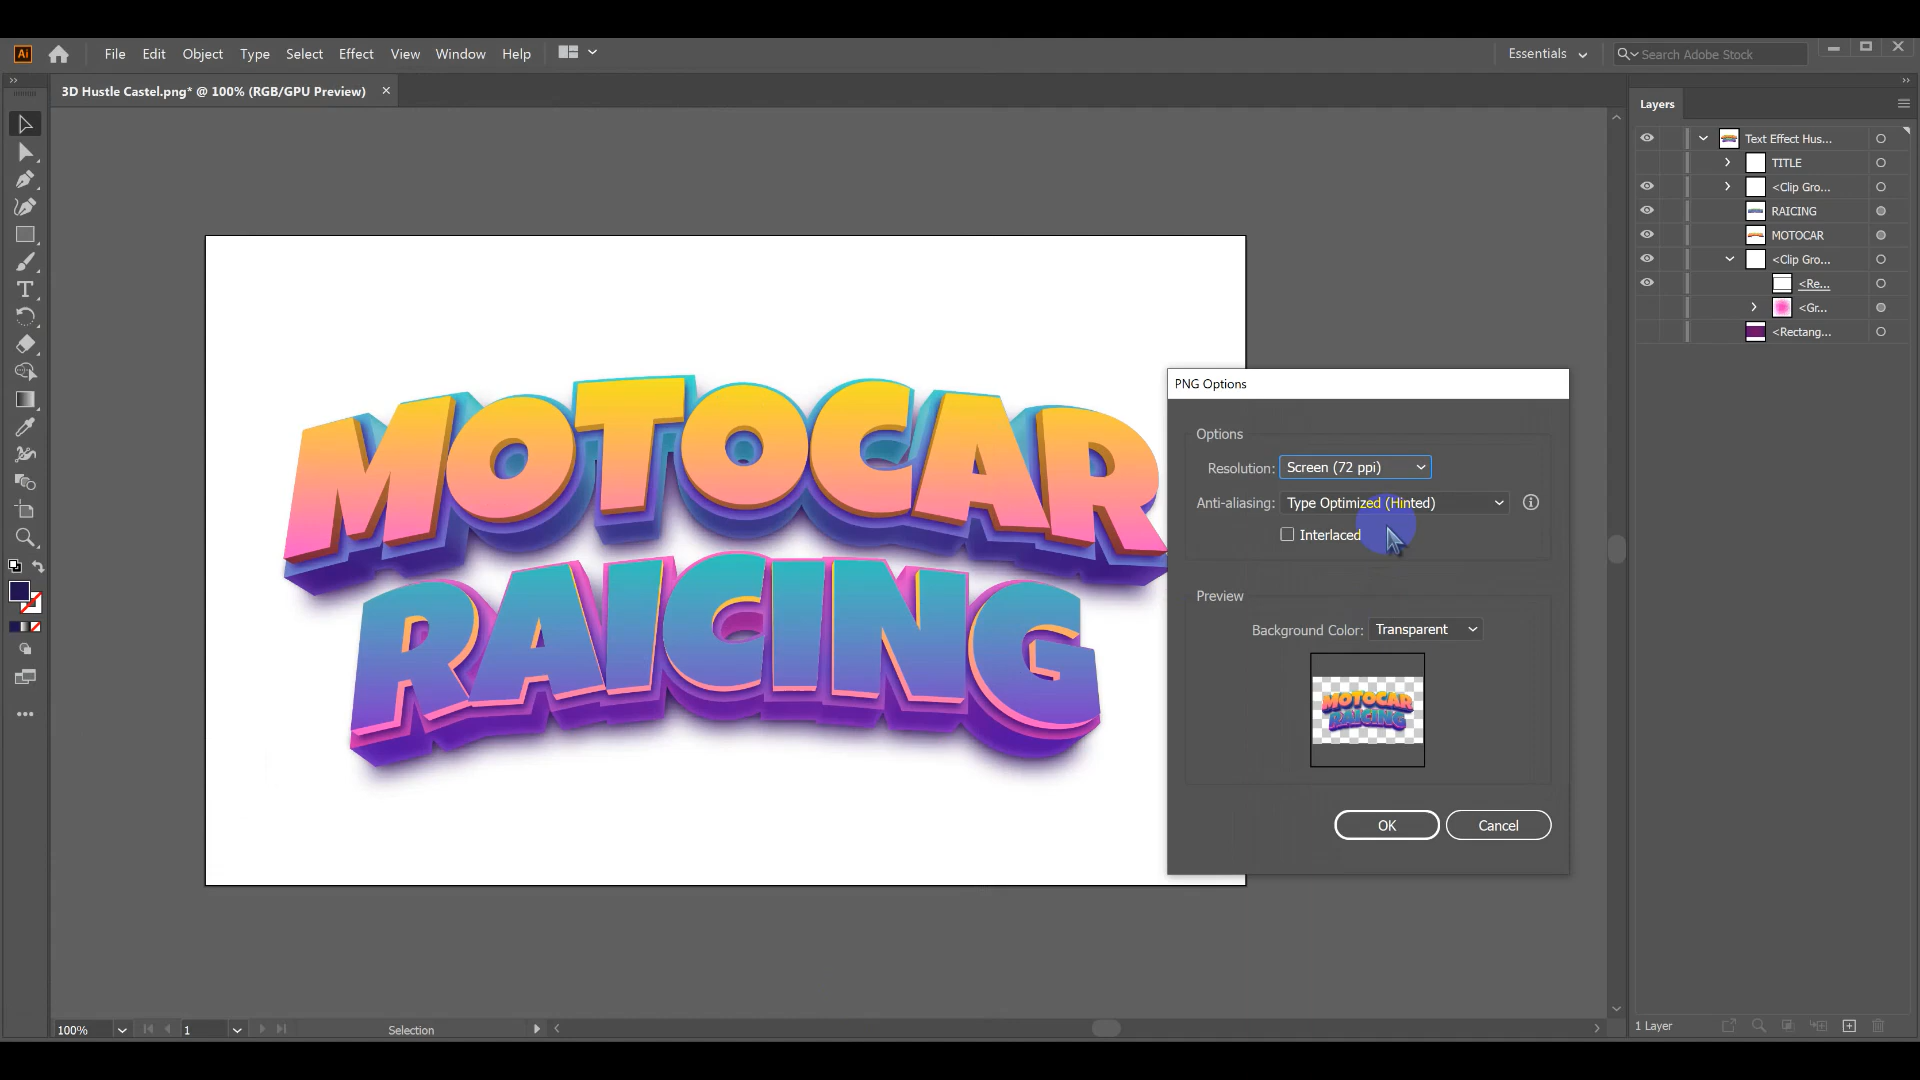 Ai File Edit Object Type Select Effect View Window Help Essentials Search Adobe Stock
3D Hustle Castel.png* @ 100% (RGB/GPU Preview)
Layers
Text Effect Hus...
TITLE
<Clip Gro...
RAICING
MOTOCAR
<Clip Gro...
<Re...
<Gr...
<Rectang...
MOTOCAR
RAICING
PNG Options
Options
Resolution: Screen (72 ppi)
Anti-aliasing: Type Optimized (Hinted)
Interlaced
Preview
Background Color: Transparent
MOTOCAR
RAICING
OK Cancel
100% 1 Selection
1 Layer